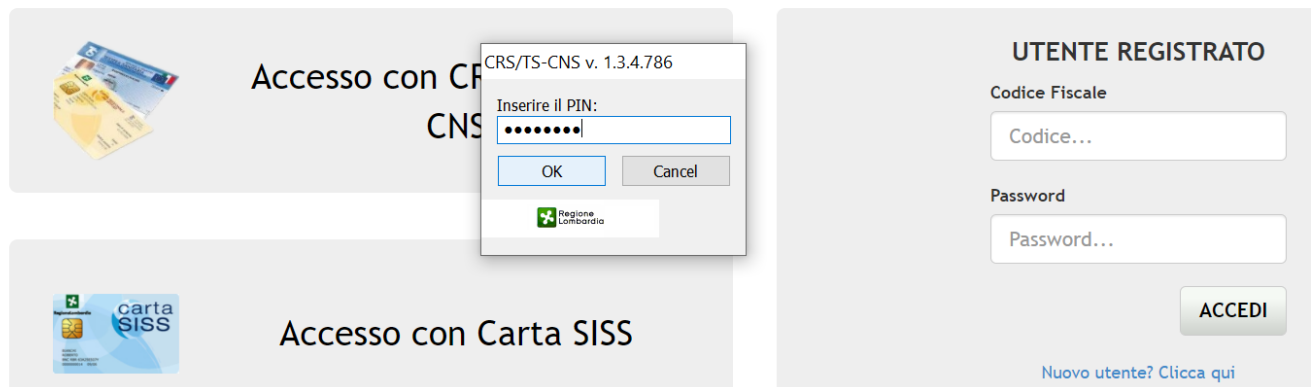 Accesso con CR
CNS
CRS/TS-CNS v. 1.3.4.786
Inserire il PIN:
••••••••
OK
Cancel
Regione
Lombardia
carta
SISS
Accesso con Carta SISS
UTENTE REGISTRATO
Codice Fiscale
Codice...
Password
Password...
ACCEDI
Nuovo utente? Clicca qui